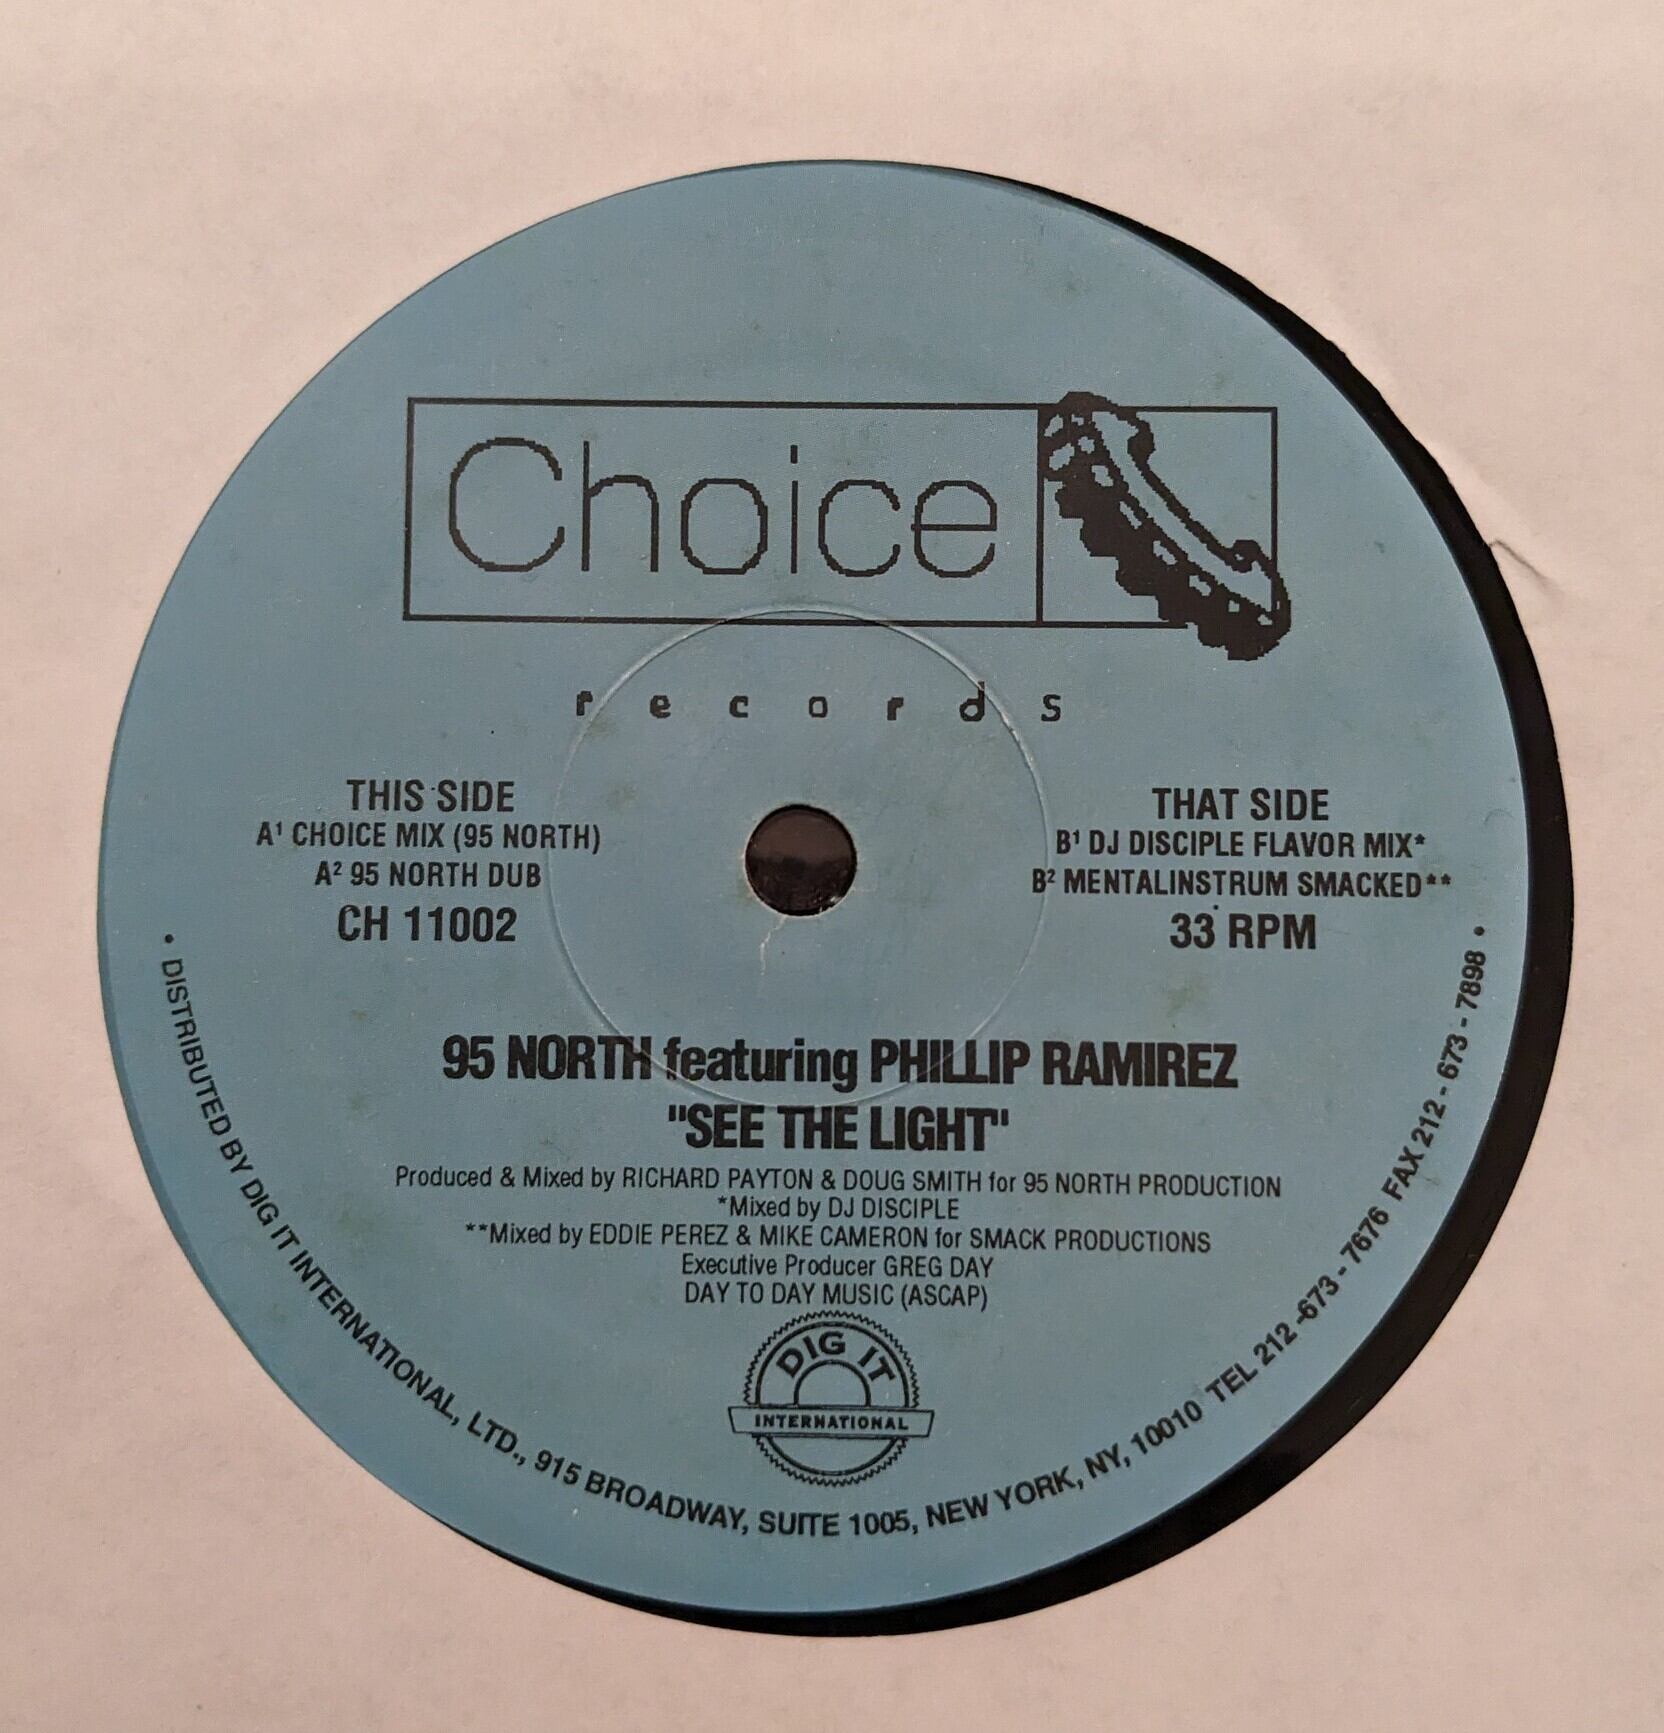 Choice
records
THIS SIDE
A¹ CHOICE MIX (95 NORTH)
A² 95 NORTH DUB
CH 11002
THAT SIDE
B¹ DJ DISCIPLE FLAVOR MIX*
B² MENTALINSTRUM SMACKED**
33 RPM
95 NORTH featuring PHILLIP RAMIREZ
"SEE THE LIGHT"
Produced & Mixed by RICHARD PAYTON & DOUG SMITH for 95 NORTH PRODUCTION
*Mixed by DJ DISCIPLE
**Mixed by EDDIE PEREZ & MIKE CAMERON for SMACK PRODUCTIONS
Executive Producer GREG DAY
DAY TO DAY MUSIC (ASCAP)
DIG IT
INTERNATIONAL
• DISTRIBUTED BY DIG IT INTERNATIONAL, LTD., 915 BROADWAY, SUITE 1005, NEW YORK, NY, 10010 TEL 212 -673 - 7676 FAX 212 - 673 - 7898 •